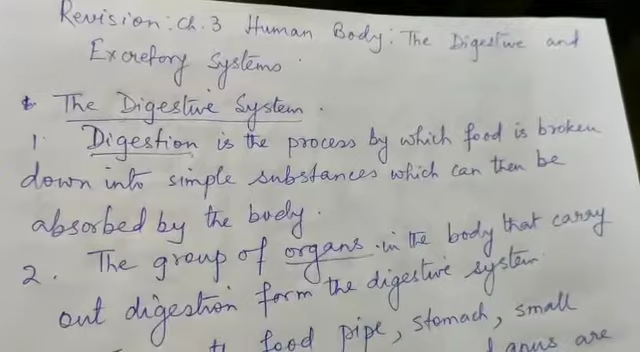 Revision: Ch. 3 Human Body: The Digestive and
Excretory Systems.
The Digestive System.
1. Digestion is the process by which food is broken
down into simple substances which can then be
absorbed by the body.
2. The group of organs in the body that carry
out digestion form the digestive system.
food pipe, stomach, small
anus are